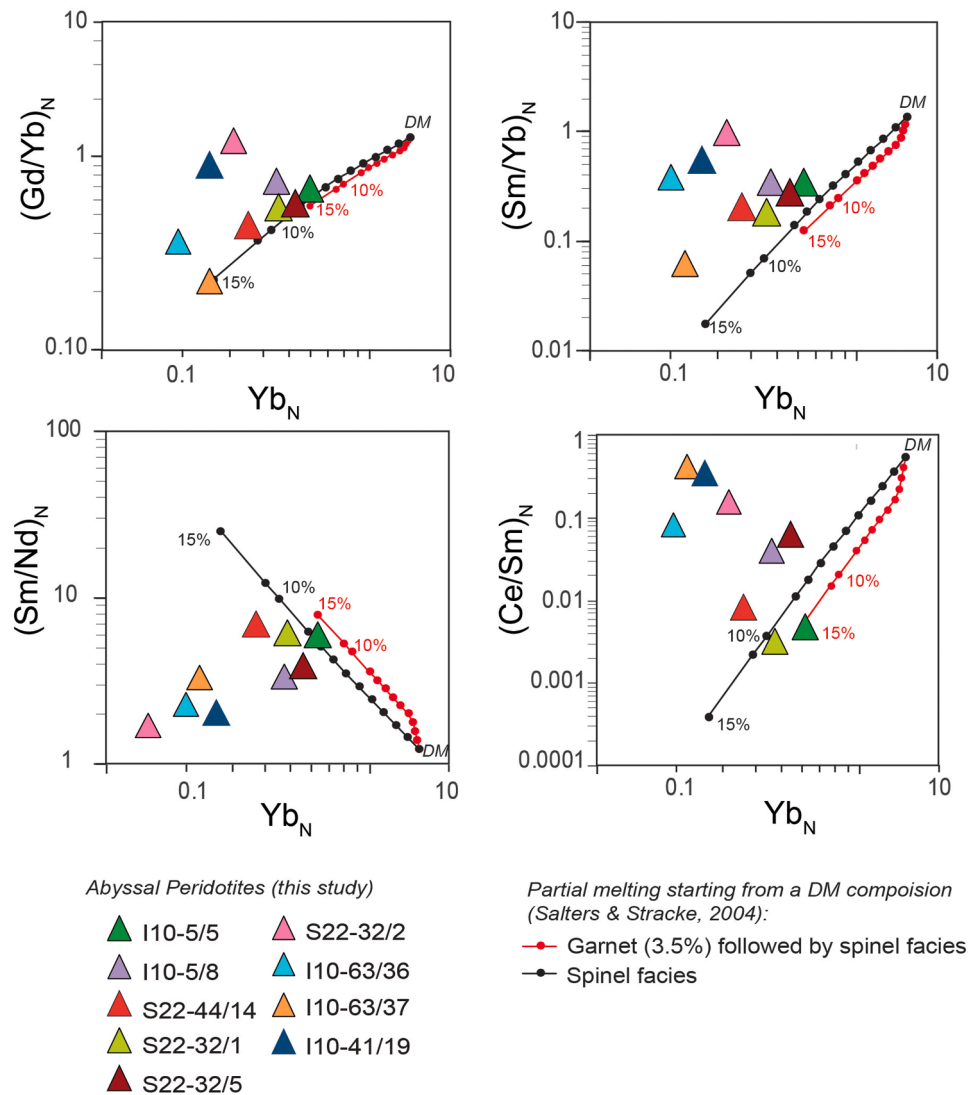 10
1
0.10
(Gd/Yb)N
DM
10%
15%
10%
15%
0.1
10
YbN
10
1
0.1
0.01
(Sm/Yb)N
DM
10%
15%
10%
15%
0.1
10
YbN
100
10
1
(Sm/Nd)N
15%
10%
15%
10%
DM
0.1
10
YbN
1
0.1
0.01
0.001
0.0001
(Ce/Sm)N
DM
10%
10%
15%
15%
0.1
10
YbN
Abyssal Peridotites (this study)
I10-5/5
I10-5/8
S22-44/14
S22-32/1
S22-32/5
S22-32/2
I10-63/36
I10-63/37
I10-41/19
Partial melting starting from a DM compoision
(Salters & Stracke, 2004):
Garnet (3.5%) followed by spinel facies
Spinel facies